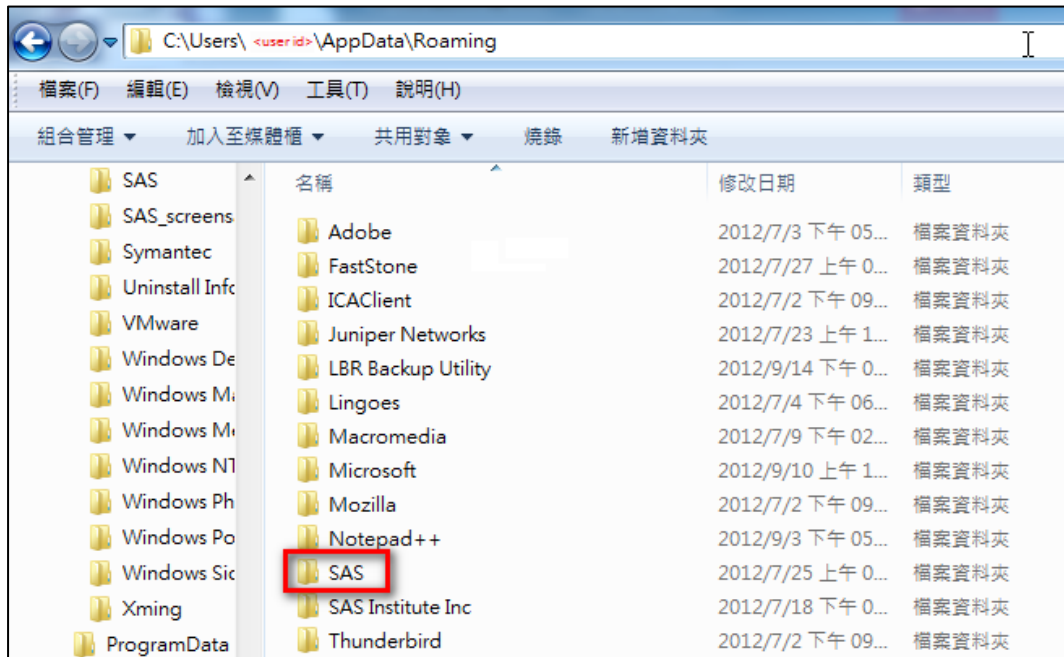 C:\Users\ <userid>\AppData\Roaming
檔案(F) 編輯(E) 檢視(V) 工具(T) 說明(H)
組合管理 加入至媒體櫃 共用對象 燒錄 新增資料夾
SAS
SAS_screens
Symantec
Uninstall Info
VMware
Windows De
Windows Ma
Windows Me
Windows NT
Windows Ph
Windows Po
Windows Sid
Xming
ProgramData
名稱 修改日期 類型
Adobe 2012/7/3 下午 05... 檔案資料夾
FastStone 2012/7/27 上午 0... 檔案資料夾
ICAClient 2012/7/2 下午 09... 檔案資料夾
Juniper Networks 2012/7/23 上午 1... 檔案資料夾
LBR Backup Utility 2012/9/14 下午 0... 檔案資料夾
Lingoes 2012/7/4 下午 06... 檔案資料夾
Macromedia 2012/7/9 下午 02... 檔案資料夾
Microsoft 2012/9/10 上午 1... 檔案資料夾
Mozilla 2012/7/2 下午 09... 檔案資料夾
Notepad++ 2012/9/3 下午 05... 檔案資料夾
SAS 2012/7/25 上午 0... 檔案資料夾
SAS Institute Inc 2012/7/18 下午 0... 檔案資料夾
Thunderbird 2012/7/2 下午 09... 檔案資料夾